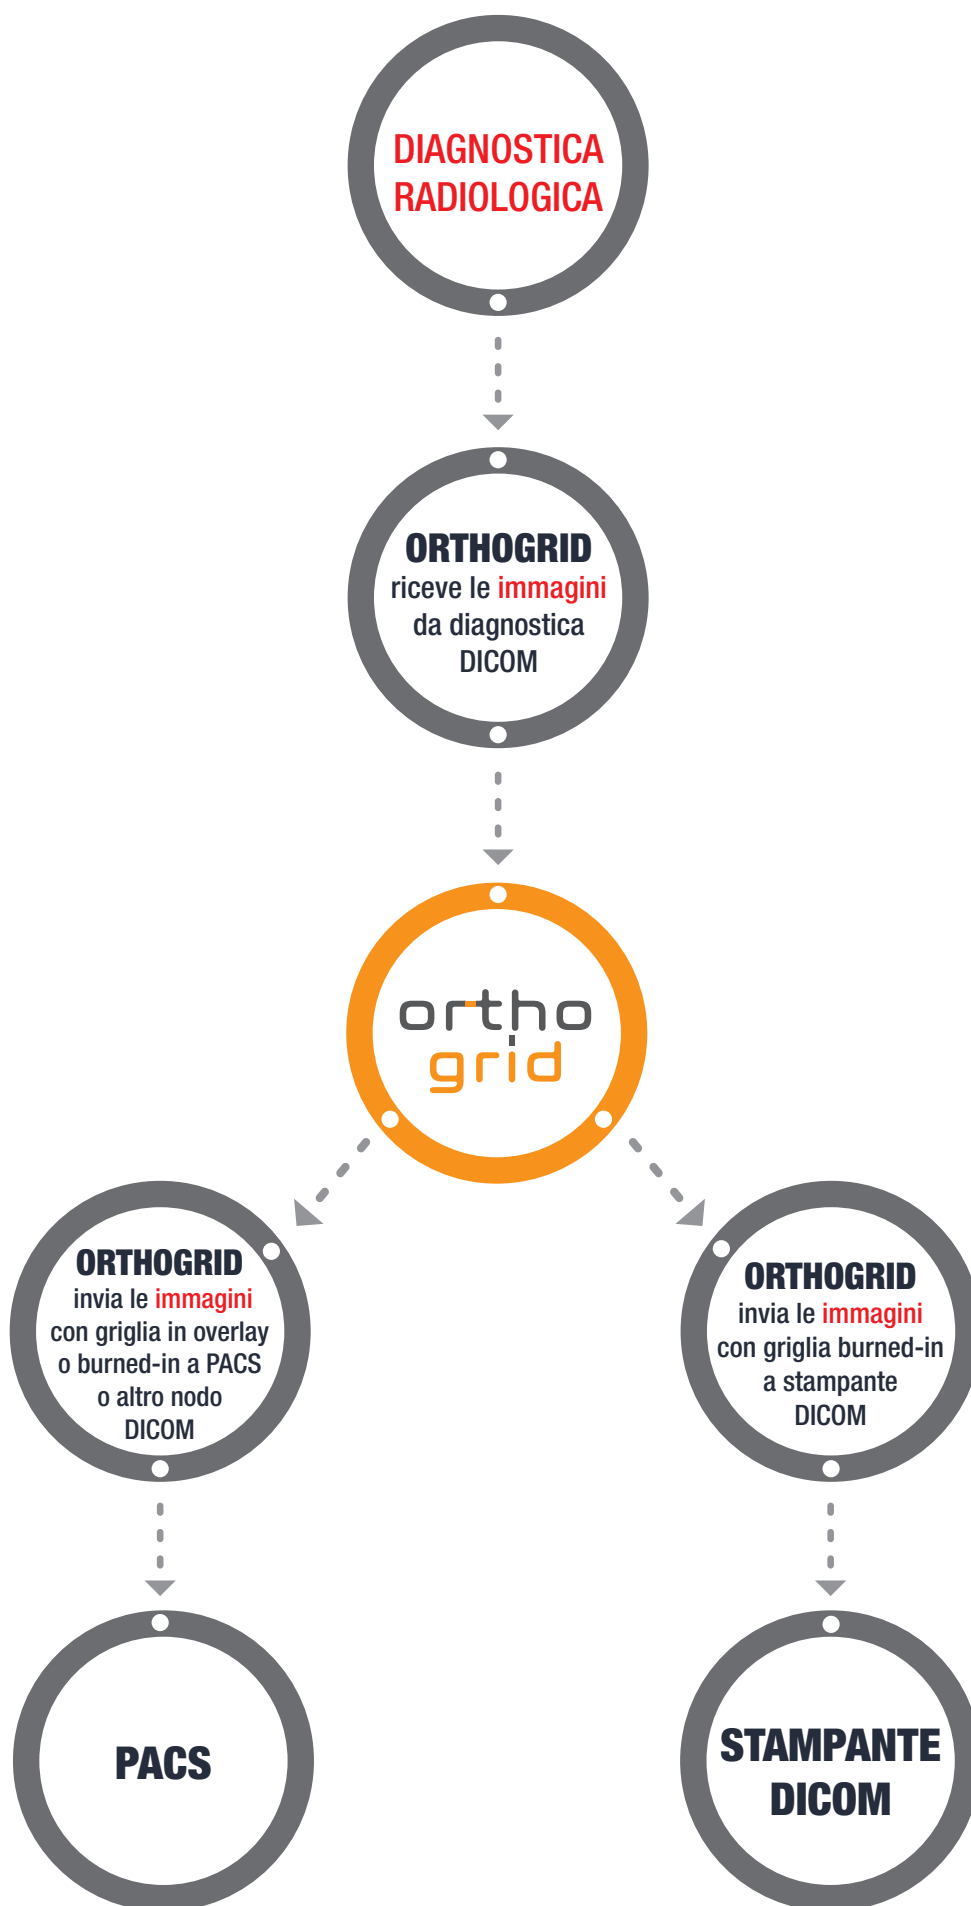 DIAGNOSTICA
RADIOLOGICA
ORTHOGRID
riceve le immagini
da diagnostica
DICOM
ortho
grid
ORTHOGRID
invia le immagini
con griglia in overlay
o burned-in a PACS
o altro nodo
DICOM
ORTHOGRID
invia le immagini
con griglia burned-in
a stampante
DICOM
PACS
STAMPANTE
DICOM